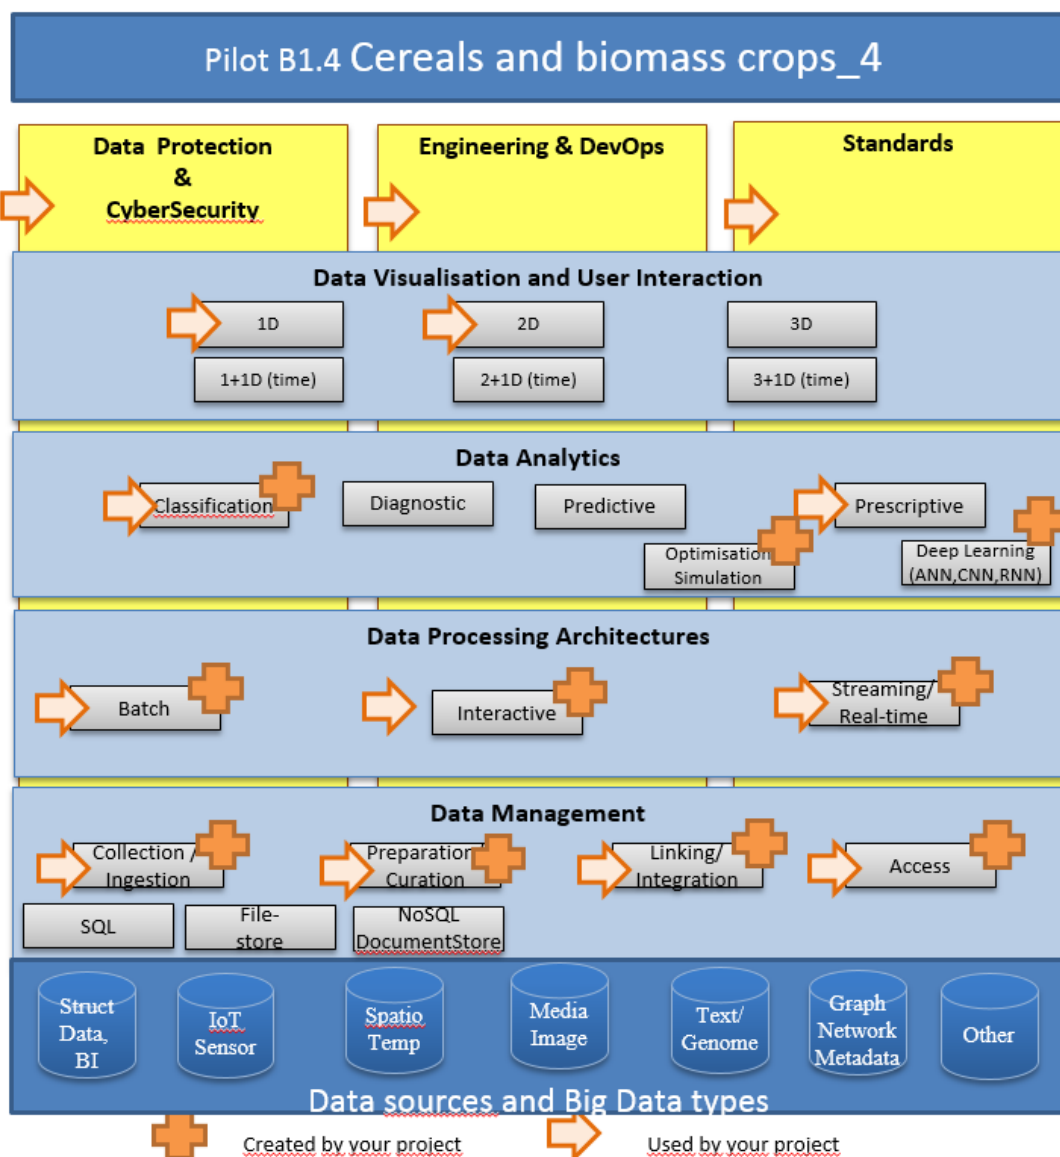 Pilot B1.4 Cereals and biomass crops_4
Data Protection
&
CyberSecurity
Engineering & DevOps
Standards
Data Visualisation and User Interaction
1D
2D
3D
1+1D (time)
2+1D (time)
3+1D (time)
Data Analytics
Classification
Diagnostic
Predictive
Prescriptive
Optimisation
Simulation
Deep Learning
(ANN,CNN,RNN)
Data Processing Architectures
Batch
Interactive
Streaming/
Real-time
Data Management
Collection /
Ingestion
Preparation
Curation
Linking/
Integration
Access
SQL
File-
store
NoSQL
DocumentStore
Struct
Data,
BI
IoT
Sensor
Spatio
Temp
Media
Image
Text/
Genome
Graph
Network
Metadata
Other
Data sources and Big Data types
Created by your project
Used by your project